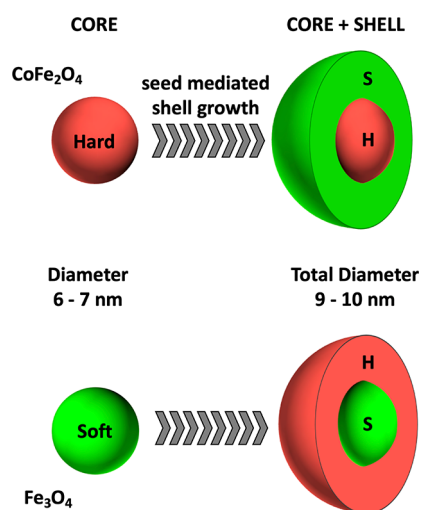 CORE
CORE + SHELL
CoFe₂O₄
seed mediated
shell growth
Hard
S
H
Diameter
6 - 7 nm
Total Diameter
9 - 10 nm
H
Soft
S
Fe₃O₄